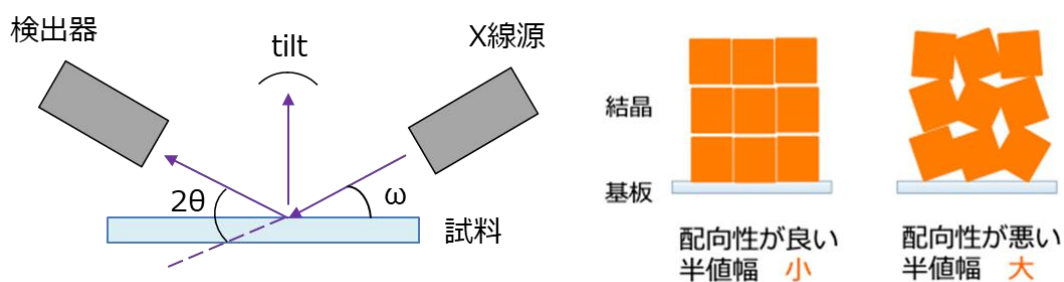 検出器
tilt
X線源
2θ
ω
試料
結晶
基板
配向性が良い
半値幅 小
配向性が悪い
半値幅 大